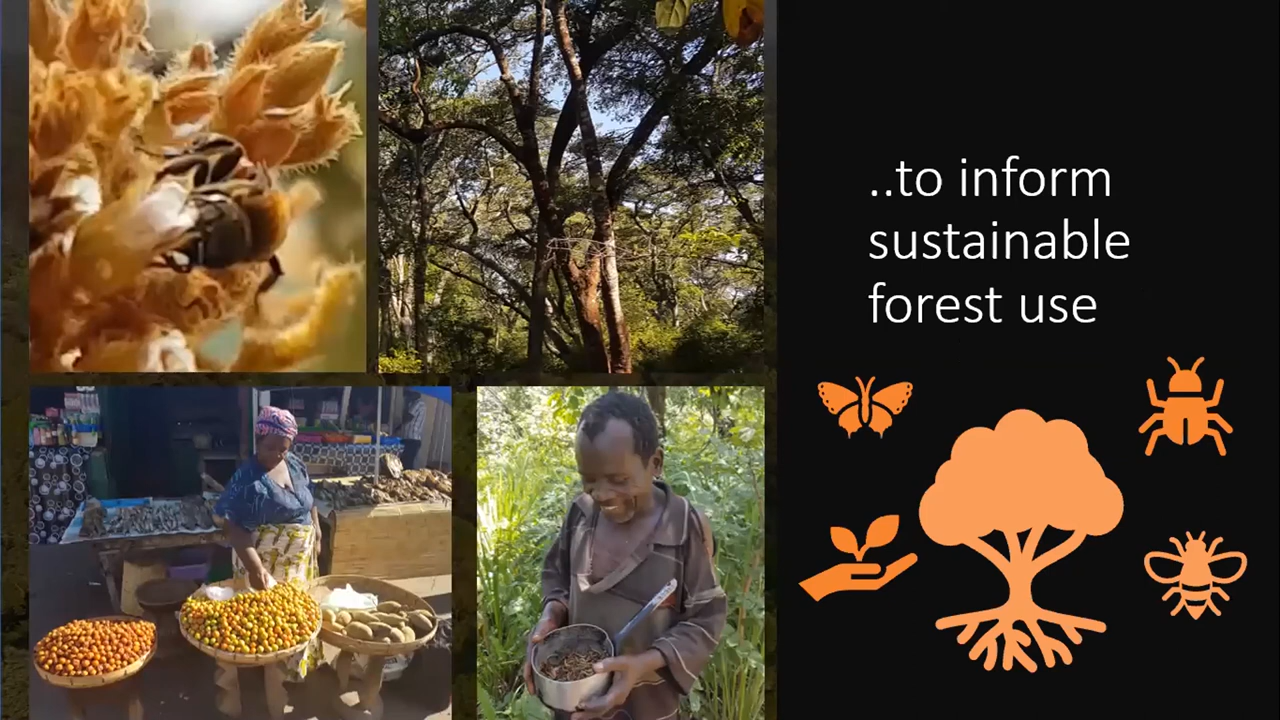 ..to inform
sustainable
forest use